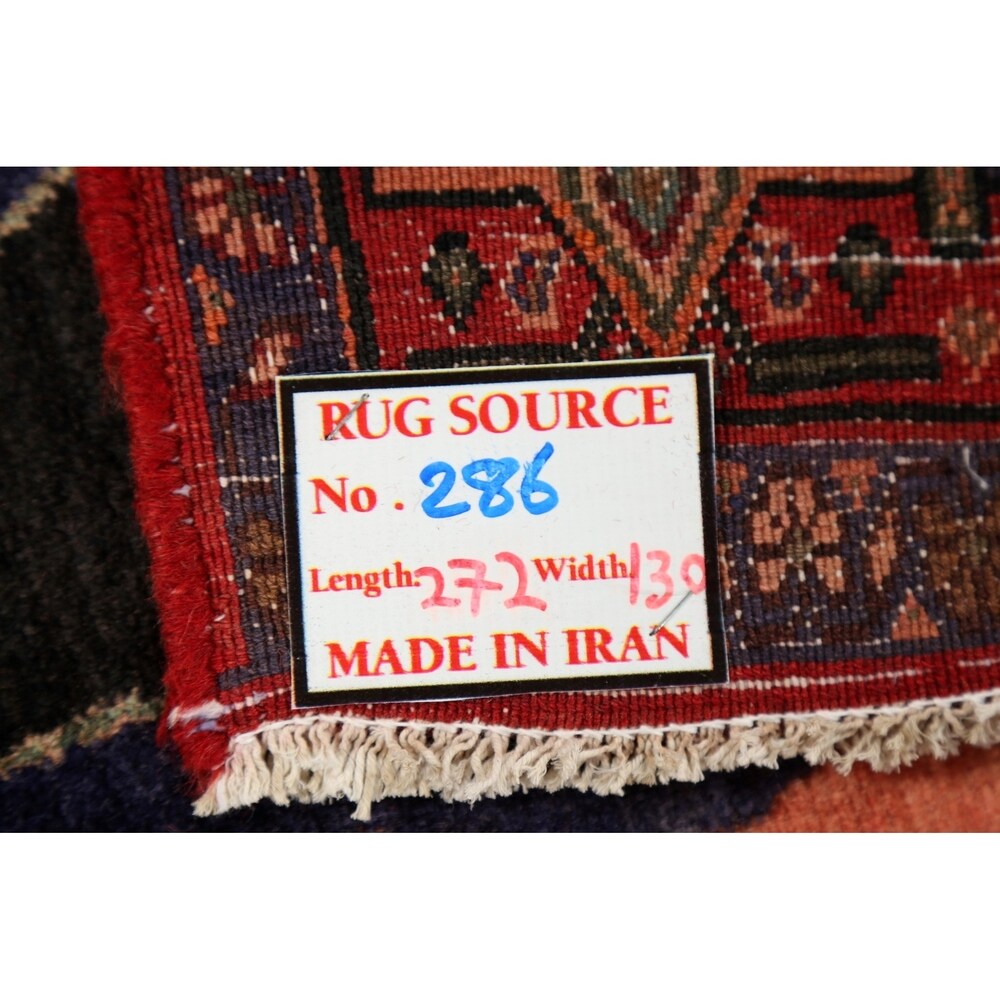 RUG SOURCE
No . 286
Length: 272 Width 130
MADE IN IRAN